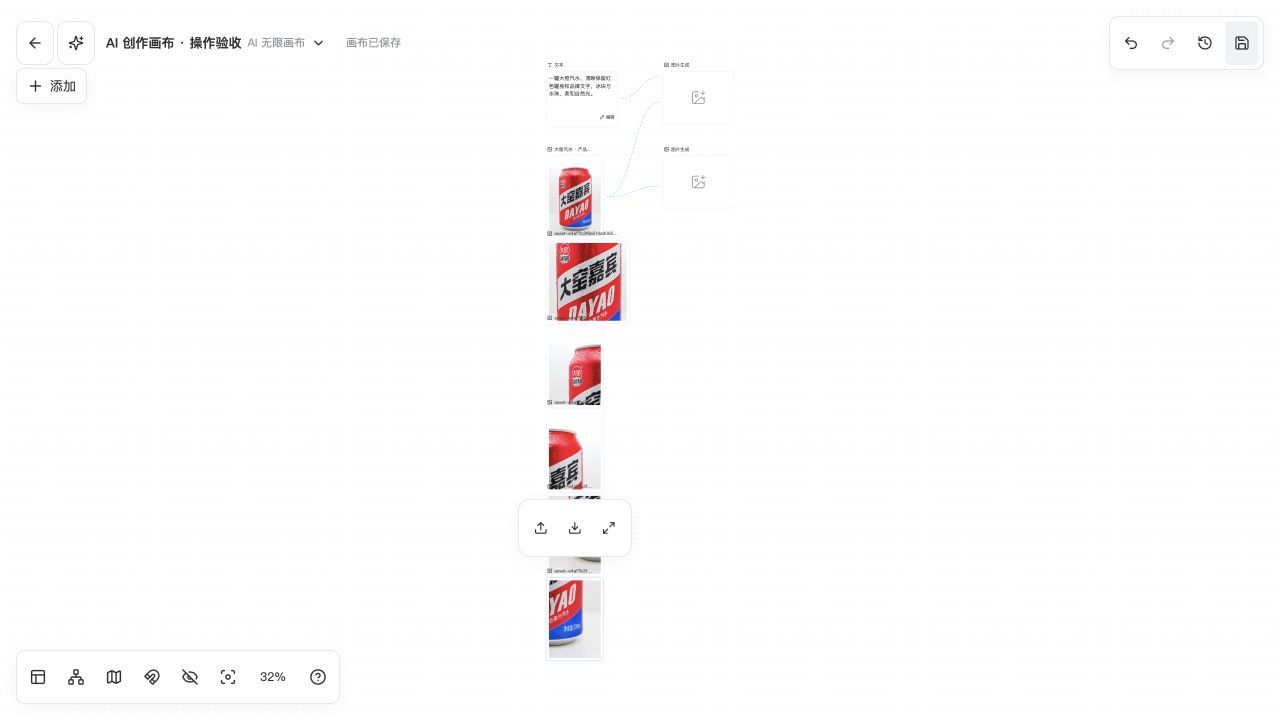 AI 创作画布 · 操作验收
AI 无限画布
画布已保存
添加
文本
图片生成
一罐大窑汽水，清晰保留红
色罐身和品牌文字，冰块与
水珠，柔和自然光。
编辑
大窑汽水 · 产品...
图片生成
大窑嘉宾
DAYAO
大窑嘉宾
DAYAO
嘉宾
YAO
32%